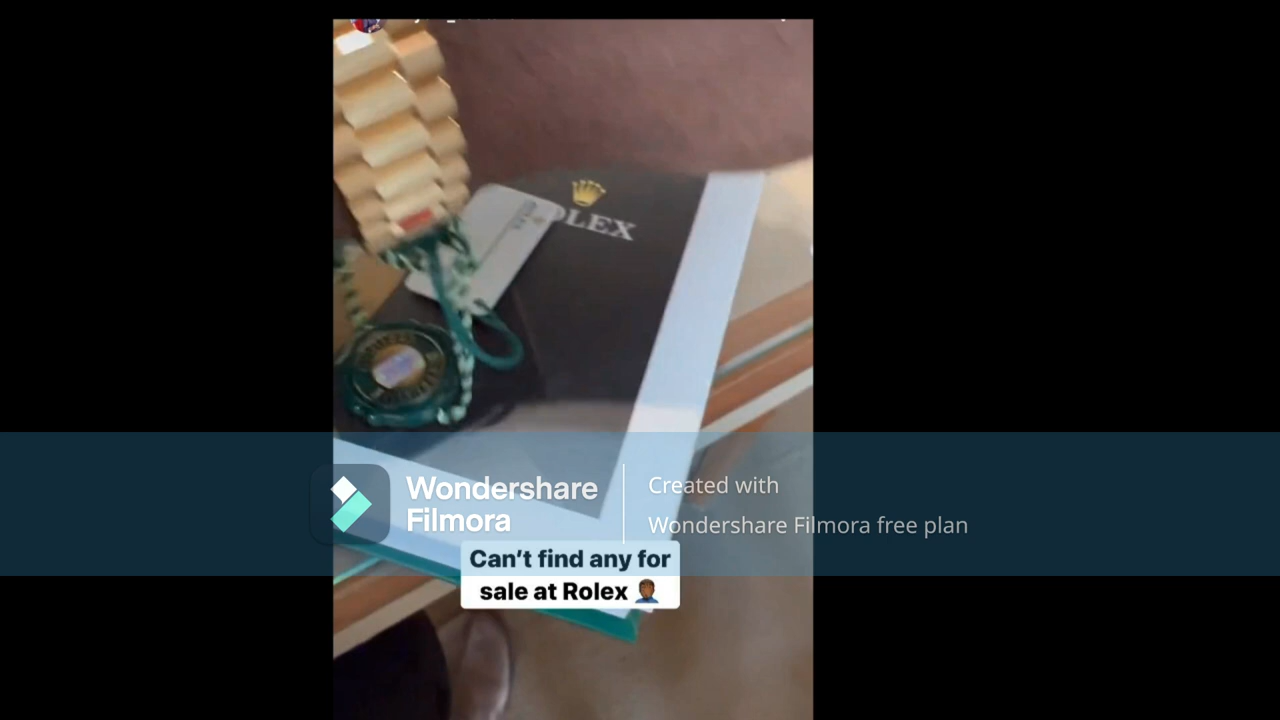 ROLEX
Wondershare
Filmora
Created with
Wondershare Filmora free plan
Can't find any for
sale at Rolex 🤦🏾‍♂️